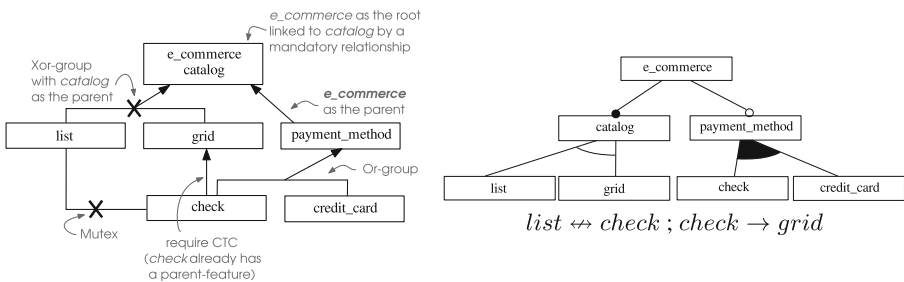 e_commerce as the root
linked to catalog by a
mandatory relationship
e_commerce
catalog
Xor-group
with catalog
as the parent
e_commerce
as the parent
list
grid
payment_method
Or-group
check
credit_card
Mutex
require CTC
(check already has
a parent-feature)
e_commerce
catalog
payment_method
list
grid
check
credit_card
list ↮ check ; check → grid